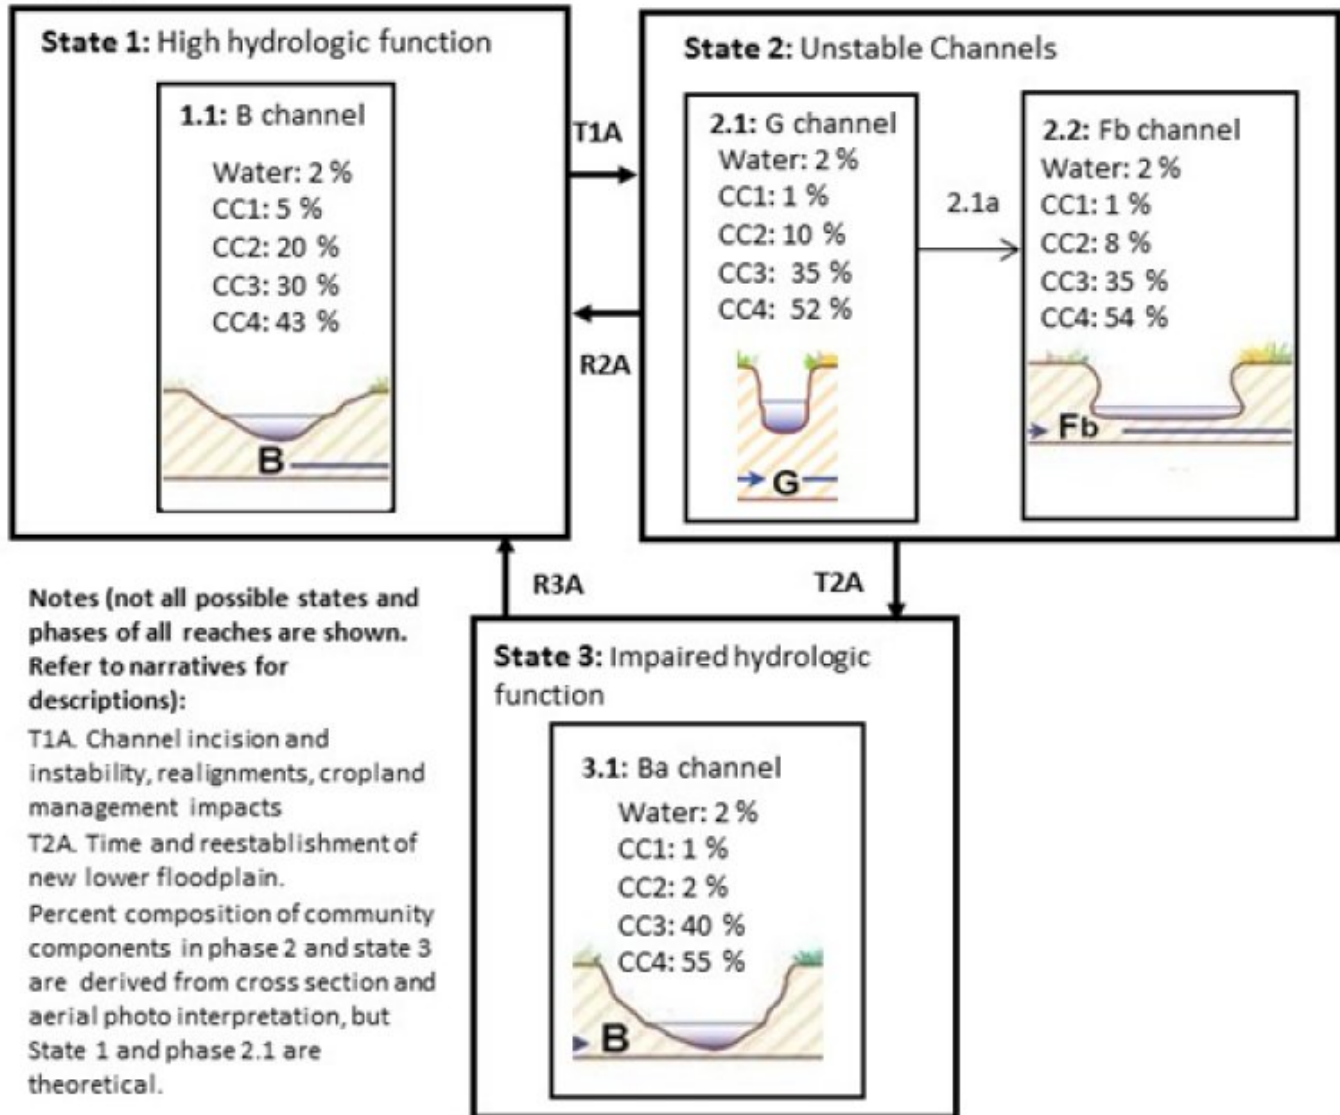 State 1: High hydrologic function
1.1: B channel
Water: 2 %
CC1: 5 %
CC2: 20 %
CC3: 30 %
CC4: 43 %
B
T1A
R2A
State 2: Unstable Channels
2.1: G channel
Water: 2 %
CC1: 1 %
CC2: 10 %
CC3: 35 %
CC4: 52 %
G
2.1a
2.2: Fb channel
Water: 2 %
CC1: 1 %
CC2: 8 %
CC3: 35 %
CC4: 54 %
Fb
R3A
T2A
State 3: Impaired hydrologic
function
3.1: Ba channel
Water: 2 %
CC1: 1 %
CC2: 2 %
CC3: 40 %
CC4: 55 %
B
Notes (not all possible states and
phases of all reaches are shown.
Refer to narratives for
descriptions):
T1A. Channel incision and
instability, realignments, cropland
management impacts
T2A. Time and reestablishment of
new lower floodplain.
Percent composition of community
components in phase 2 and state 3
are derived from cross section and
aerial photo interpretation, but
State 1 and phase 2.1 are
theoretical.